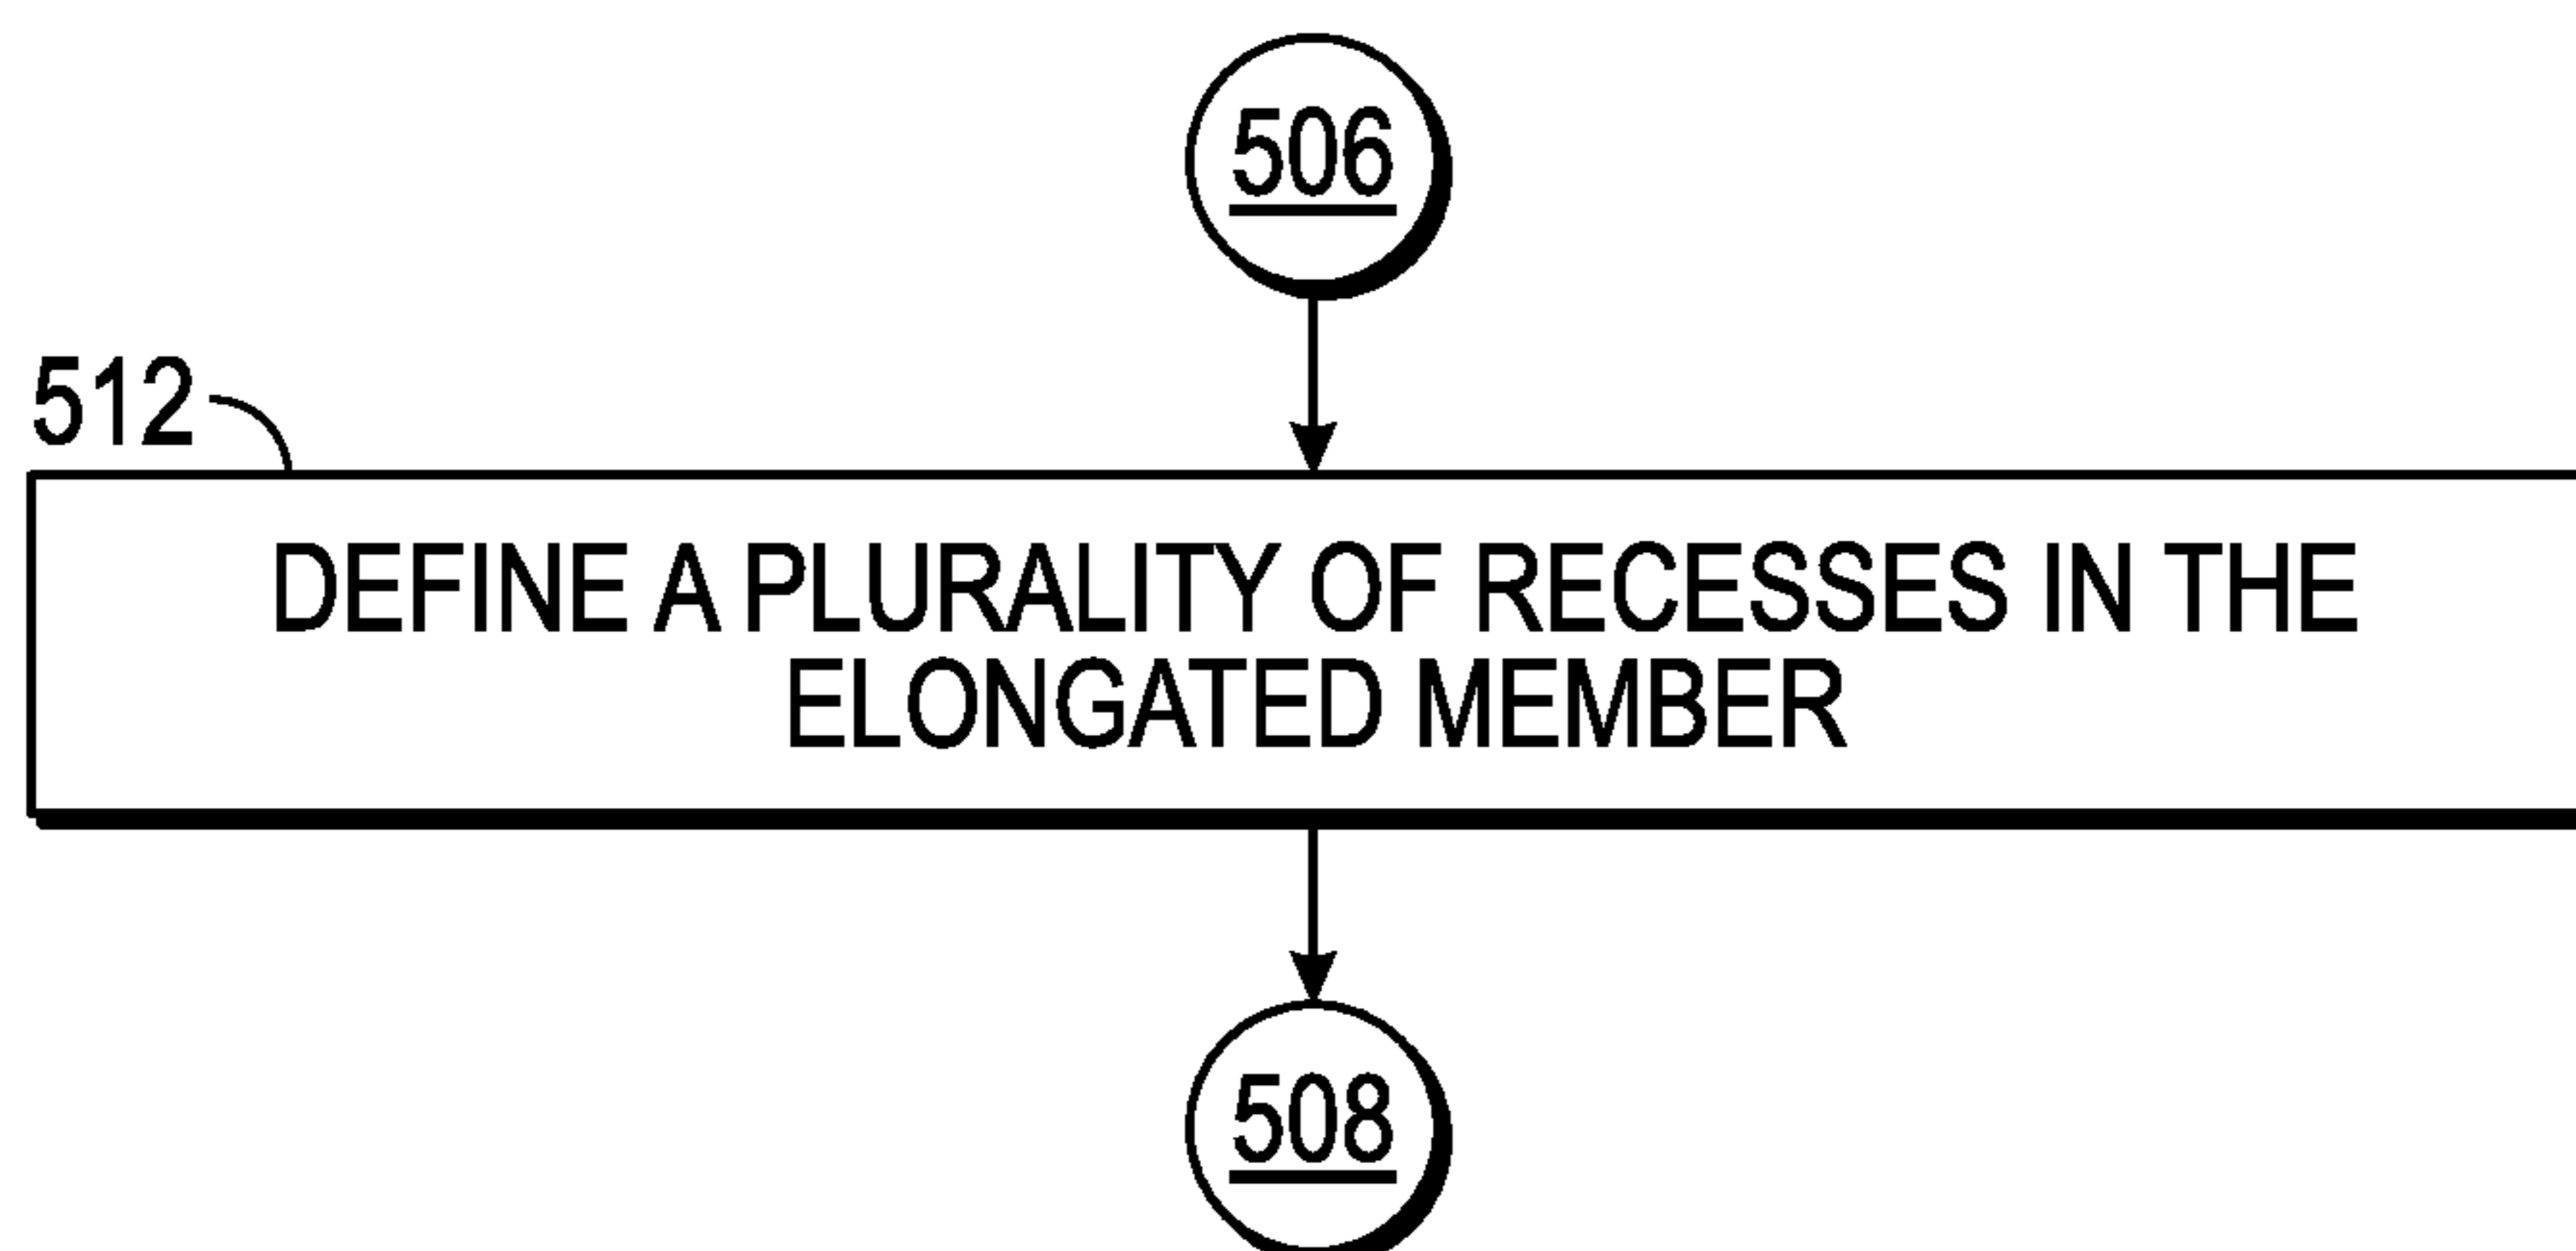 506
512
DEFINE A PLURALITY OF RECESSES IN THE
ELONGATED MEMBER
508